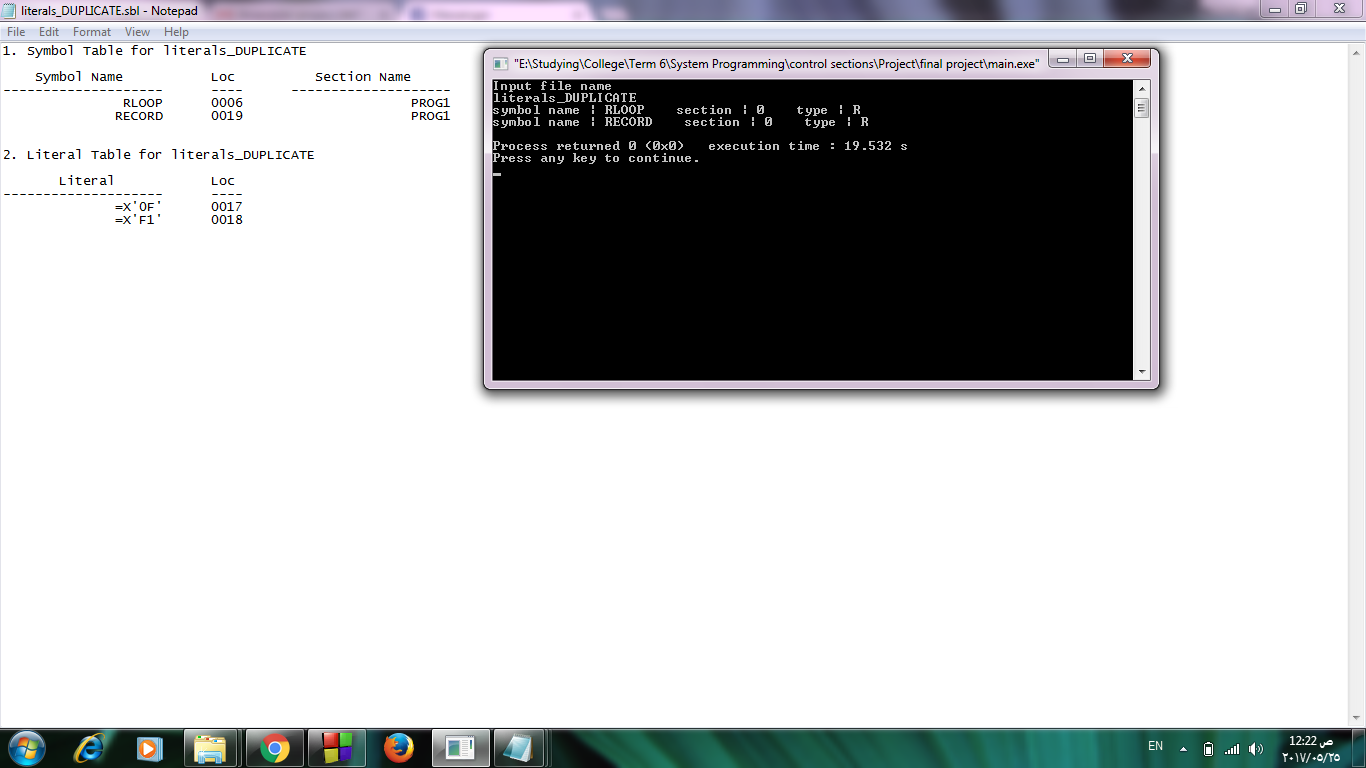 literals_DUPLICATE.sbl - Notepad
File Edit Format View Help
1. Symbol Table for literals_DUPLICATE
Symbol Name Loc Section Name
-------------------- ---- --------------------
RLOOP 0006 PROG1
RECORD 0019 PROG1
2. Literal Table for literals_DUPLICATE
Literal Loc
-------------------- ----
=X'0F' 0017
=X'F1' 0018
"E:\Studying\College\Term 6\System Programming\control sections\Project\final project\main.exe"
Input file name
literals_DUPLICATE
symbol name ¦ RLOOP section ¦ 0 type ¦ R
symbol name ¦ RECORD section ¦ 0 type ¦ R
Process returned 0 (0x0) execution time : 19.532 s
Press any key to continue.
EN
12:22 ص
٢٠١٧/٠٥/٢٥